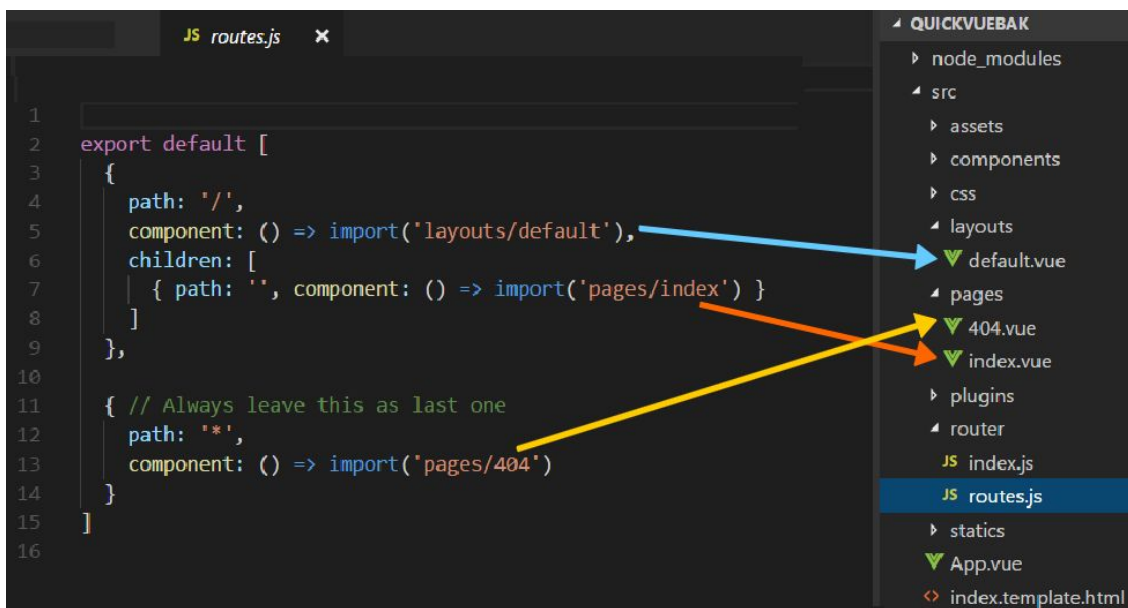 JS routes.js ×
1
2 export default [
3 {
4 path: '/',
5 component: () => import('layouts/default'),
6 children: [
7 { path: '', component: () => import('pages/index') }
8 ]
9 },
10
11 { // Always leave this as last one
12 path: '*',
13 component: () => import('pages/404')
14 }
15 ]
16
QUICKVUEBAK
node_modules
src
assets
components
css
layouts
default.vue
pages
404.vue
index.vue
plugins
router
JS index.js
JS routes.js
statics
App.vue
<> index.template.html